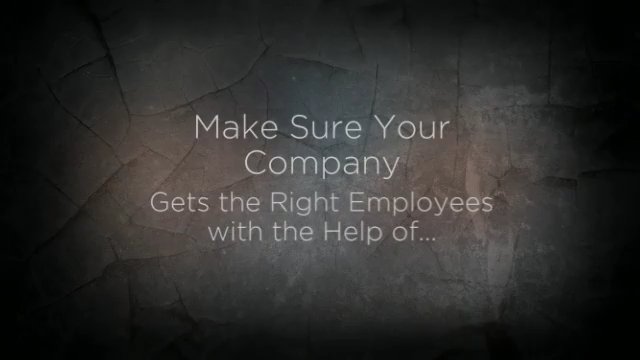 Make Sure Your
Company
Gets the Right Employees
with the Help of...